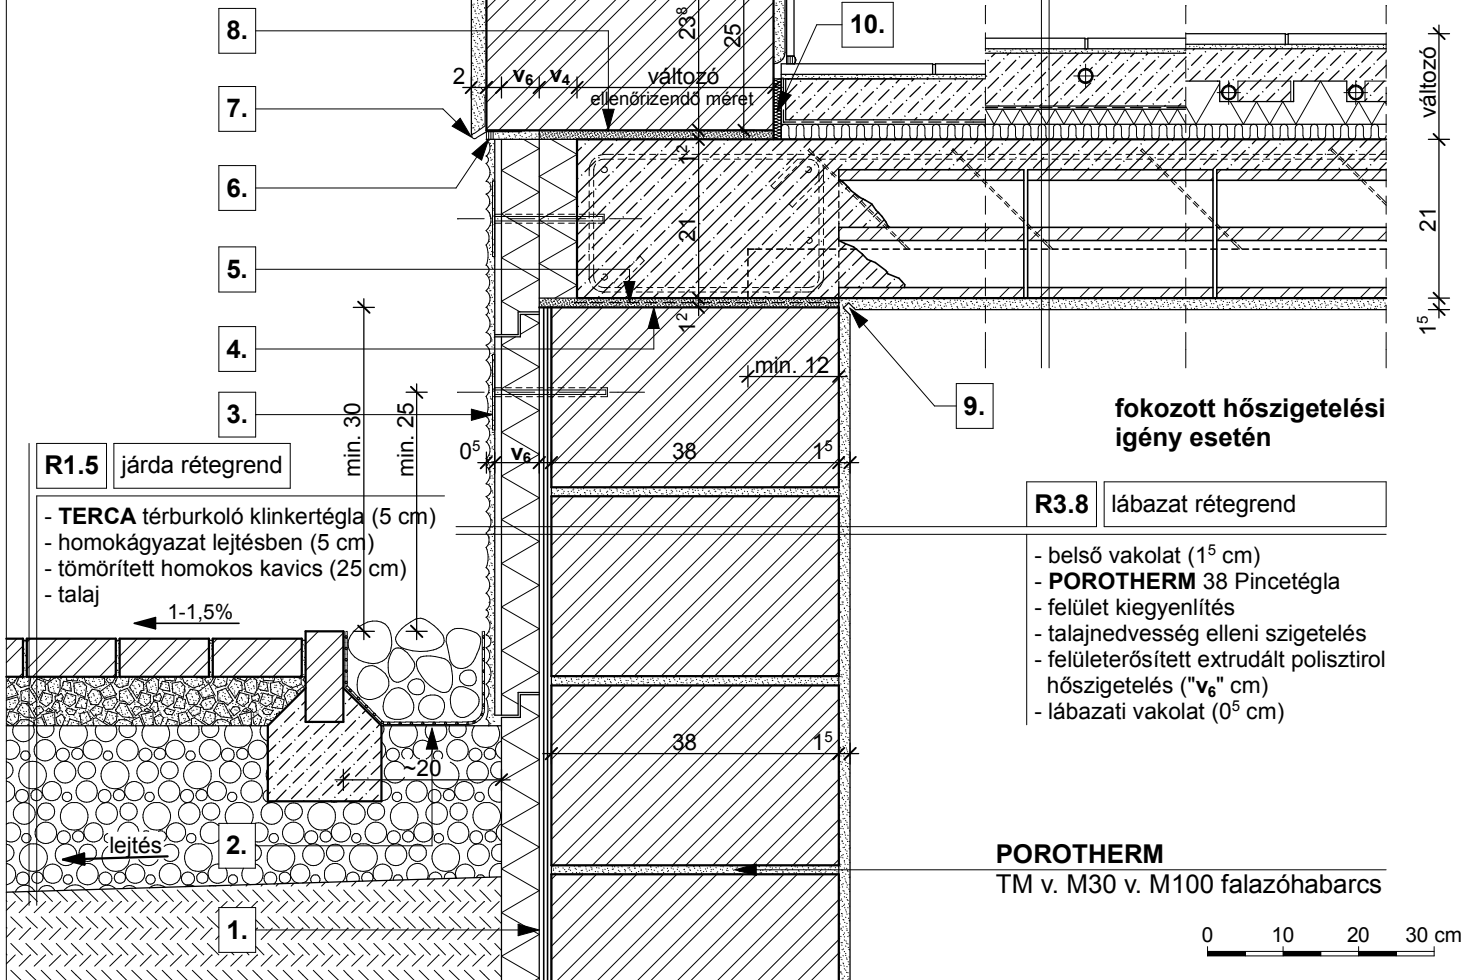 8.
23⁸
25
10.
2
v₆
v₄
változó
ellenőrizendő méret
változó
7.
6.
1²
21
21
5.
1²
1⁵
4.
min. 12
3.
min. 30
min. 25
9.
fokozott hőszigetelési
igény esetén
0⁵
v₆
38
1⁵
R1.5 járda rétegrend
- TERCA térburkoló klinkertégla (5 cm)
- homokágyazat lejtésben (5 cm)
- tömörített homokos kavics (25 cm)
- talaj
1-1,5%
R3.8 lábazat rétegrend
- belső vakolat (1⁵ cm)
- POROTHERM 38 Pincetégla
- felület kiegyenlítés
- talajnedvesség elleni szigetelés
- felületerősített extrudált polisztirol
hőszigetelés ("v₆" cm)
- lábazati vakolat (0⁵ cm)
38
1⁵
~20
2.
lejtés
1.
POROTHERM
TM v. M30 v. M100 falazóhabarcs
0 10 20 30 cm